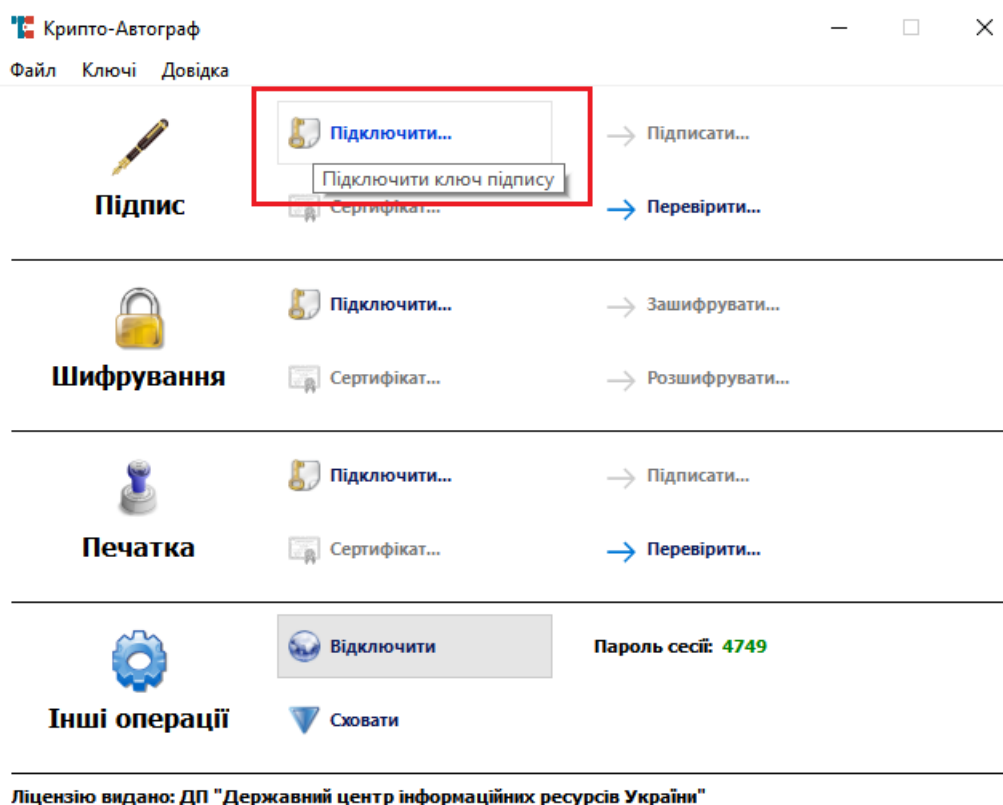 Крипто-Автограф
Файл Ключі Довідка
Підключити... Підписати...
Підключити ключ підпису
Підпис Сертифікат... Перевірити...
Підключити... Зашифрувати...
Шифрування Сертифікат... Розшифрувати...
Підключити... Підписати...
Печатка Сертифікат... Перевірити...
Відключити Пароль сесії: 4749
Інші операції Сховати
Ліцензію видано: ДП "Державний центр інформаційних ресурсів України"